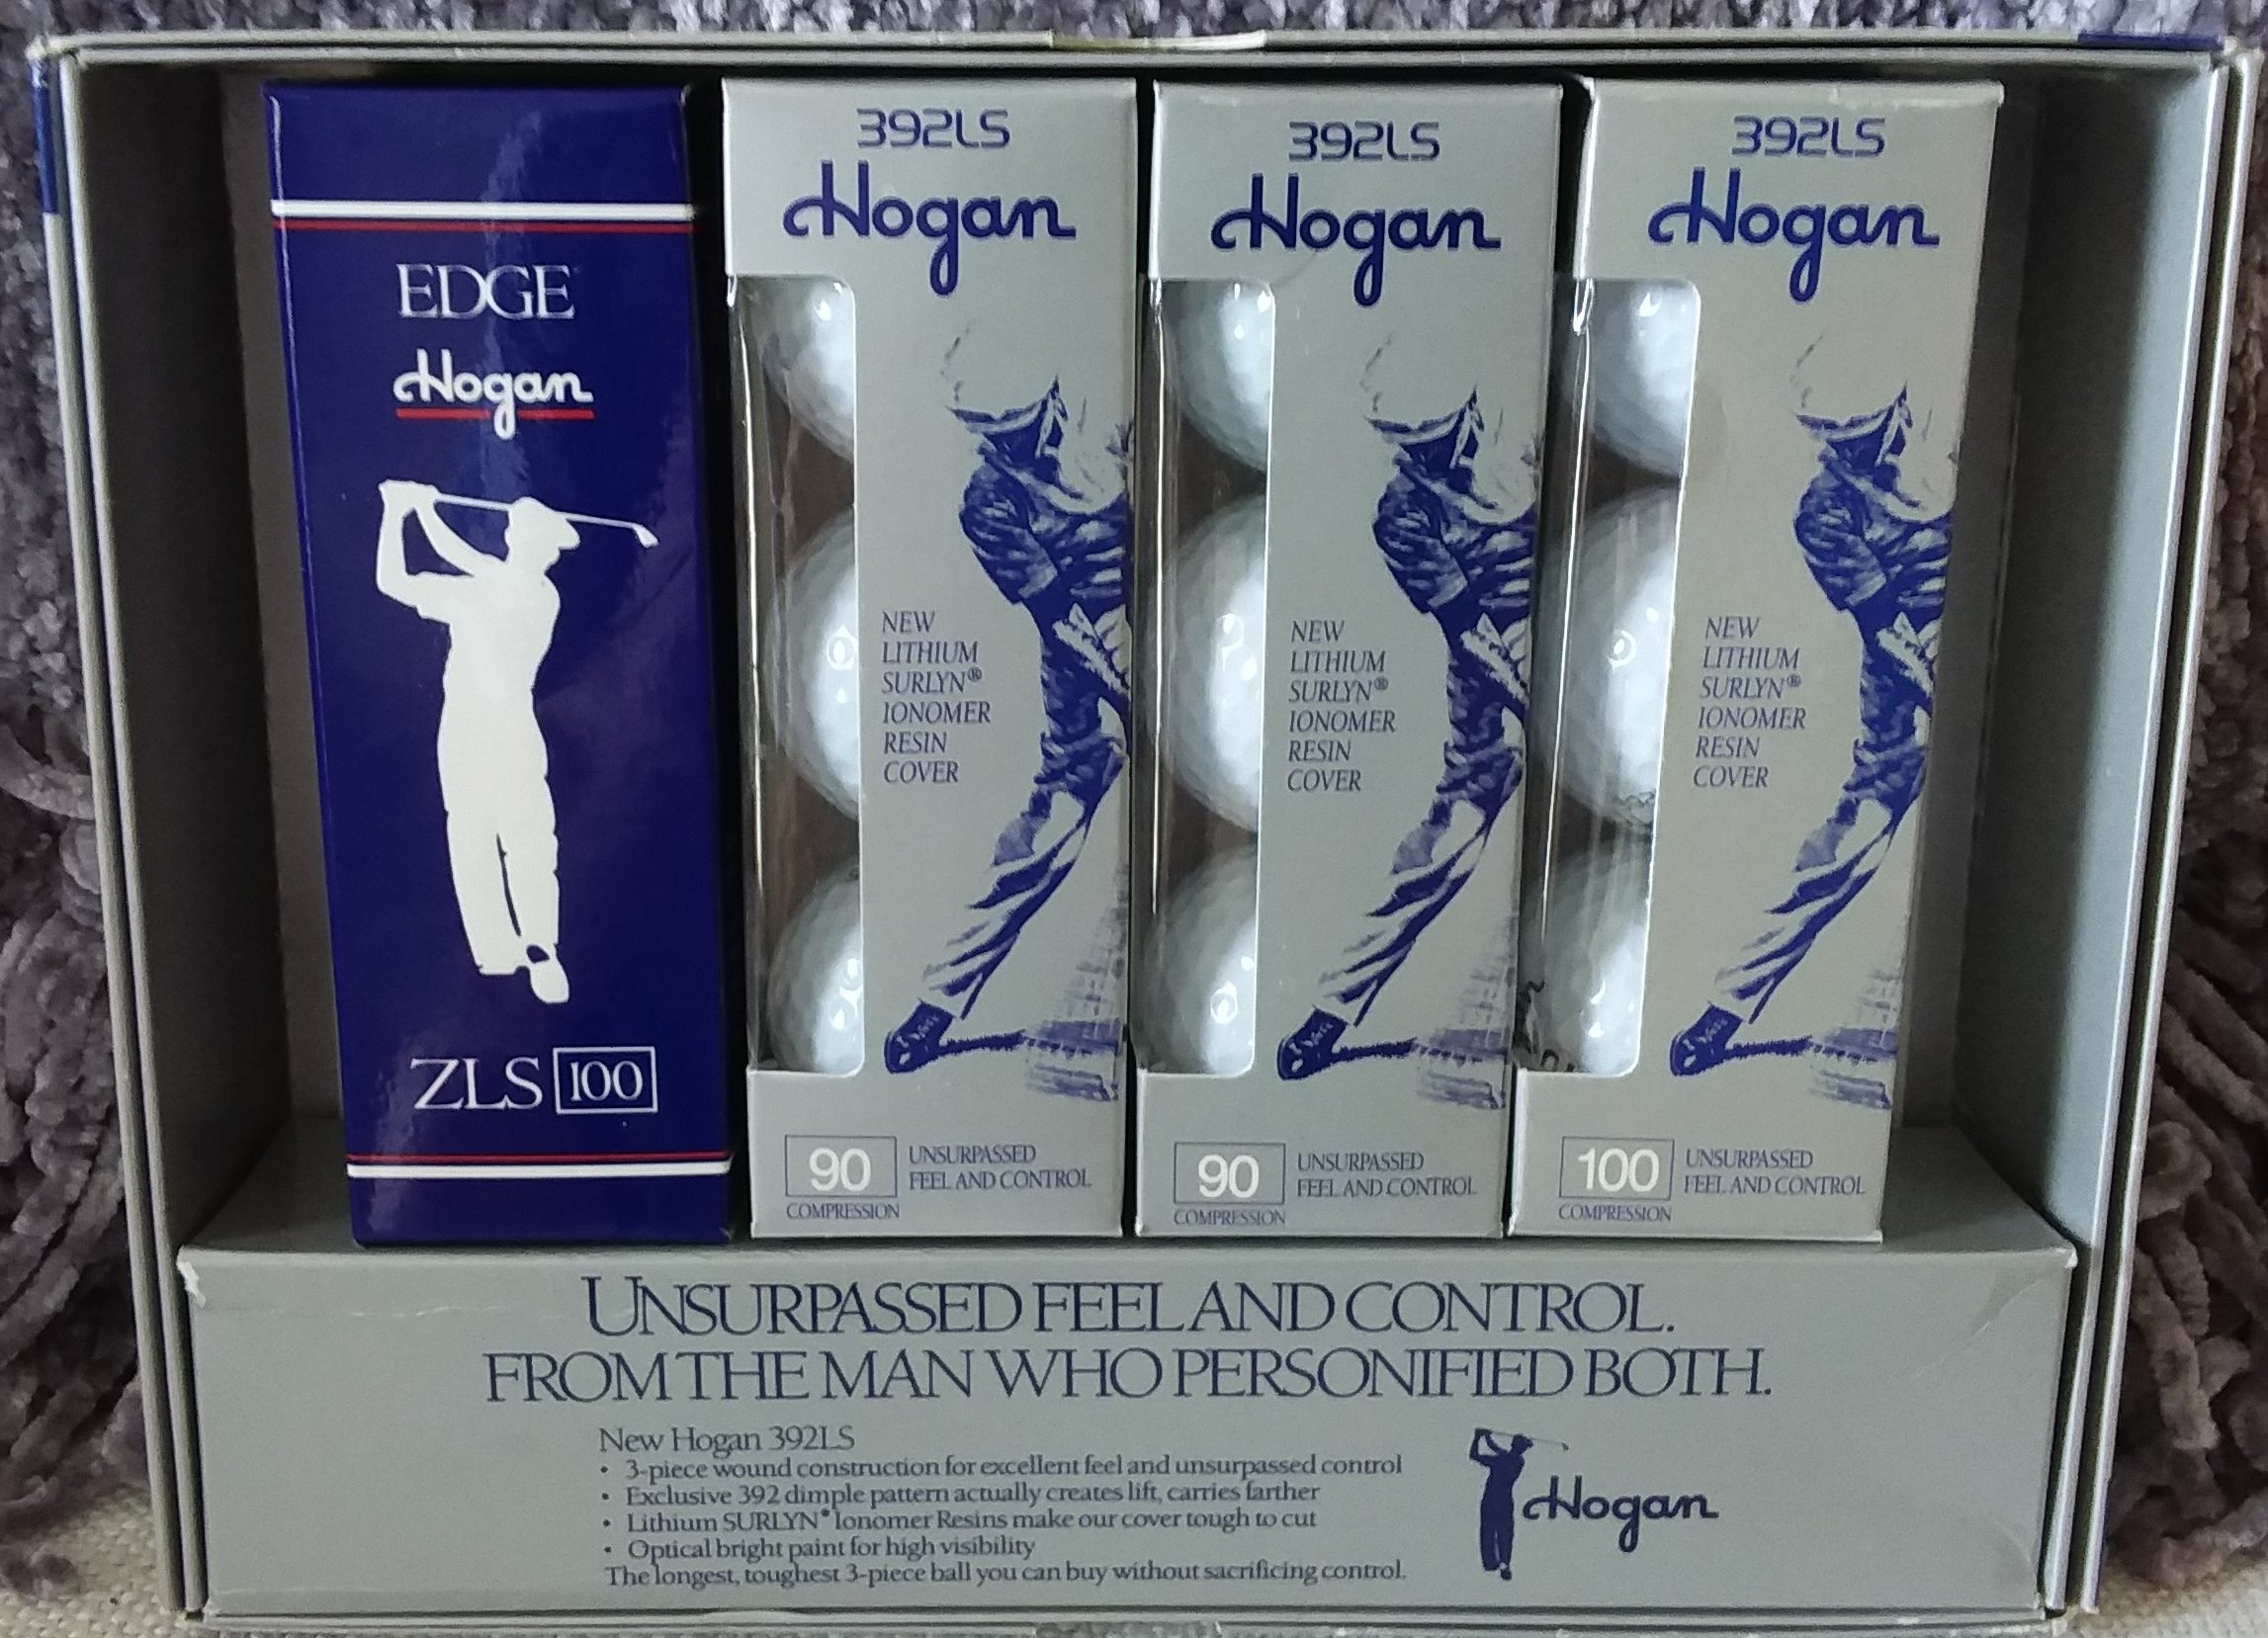 EDGE
Hogan
ZLS 100
392LS
Hogan
NEW
LITHIUM
SURLYN®
IONOMER
RESIN
COVER
90
COMPRESSION
UNSURPASSED
FEEL AND CONTROL
392LS
Hogan
NEW
LITHIUM
SURLYN®
IONOMER
RESIN
COVER
90
COMPRESSION
UNSURPASSED
FEEL AND CONTROL
392LS
Hogan
NEW
LITHIUM
SURLYN®
IONOMER
RESIN
COVER
100
COMPRESSION
UNSURPASSED
FEEL AND CONTROL
UNSURPASSED FEEL AND CONTROL.
FROM THE MAN WHO PERSONIFIED BOTH.
New Hogan 392LS
• 3-piece wound construction for excellent feel and unsurpassed control
• Exclusive 392 dimple pattern actually creates lift, carries farther
• Lithium SURLYN® Ionomer Resins make our cover tough to cut
• Optical bright paint for high visibility
The longest, toughest 3-piece ball you can buy without sacrificing control.
Hogan